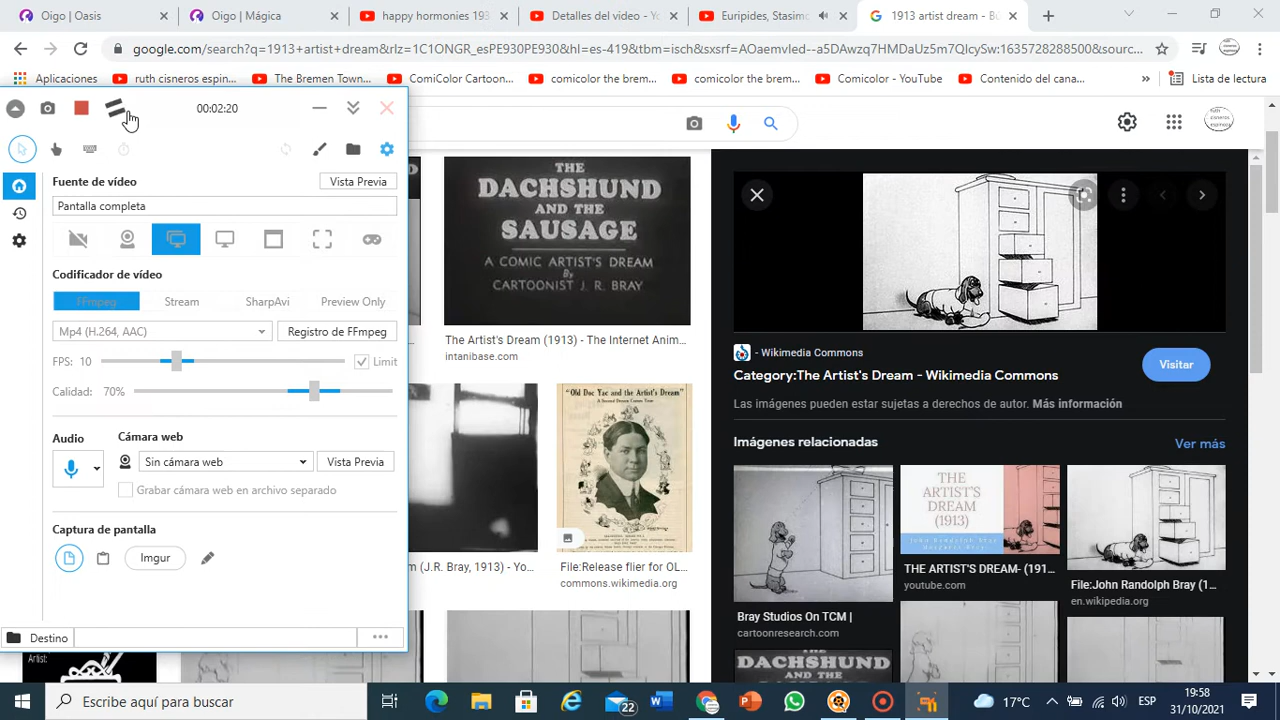 Oigo | Oasis
Oigo | Mágica
happy hormonies 193
Detalles del video - Yo
Euripides, Stasimo
1913 artist dream - Bú
google.com/search?q=1913+artist+dream&rlz=1C1ONGR_esPE930PE930&hl=es-419&tbm=isch&sxsrf=AOaemvled--a5DAwzq7HMDaUz5m7QIcySw:1635728288500&sourc...
Aplicaciones
ruth cisneros espin...
The Bremen Town...
ComiColor Cartoon...
comicolor the brem...
comicolor the brem...
Comicolor - YouTube
Contenido del cana...
»
Lista de lectura
00:02:20
Fuente de vídeo
Vista Previa
Pantalla completa
Codificador de vídeo
FFmpeg
Stream
SharpAvi
Preview Only
Mp4 (H.264, AAC)
Registro de FFmpeg
FPS: 10
Limit
Calidad: 70%
Audio
Cámara web
Sin cámara web
Vista Previa
Grabar cámara web en archivo separado
Captura de pantalla
Imgur
Destino
Artist:
THE
DACHSHUND
AND THE
SAUSAGE
A COMIC ARTIST'S DREAM
By
CARTOONIST J. R. BRAY
The Artist's Dream (1913) - The Internet Anim...
intanibase.com
"Old Doc Yac and the Artist's Dream"
m (J.R. Bray, 1913) - Yo...
File:Release flier for OL...
commons.wikimedia.org
- Wikimedia Commons
Category:The Artist's Dream - Wikimedia Commons
Visitar
Las imágenes pueden estar sujetas a derechos de autor. Más información
Imágenes relacionadas
Ver más
THE
ARTIST'S
DREAM
(1913)
Bray Studios On TCM |
cartoonresearch.com
THE ARTIST'S DREAM- (191...
youtube.com
File:John Randolph Bray (1...
en.wikipedia.org
THE
DACHSHUND
AND THE
Escribe aquí para buscar
22
17°C
ESP
19:58
31/10/2021